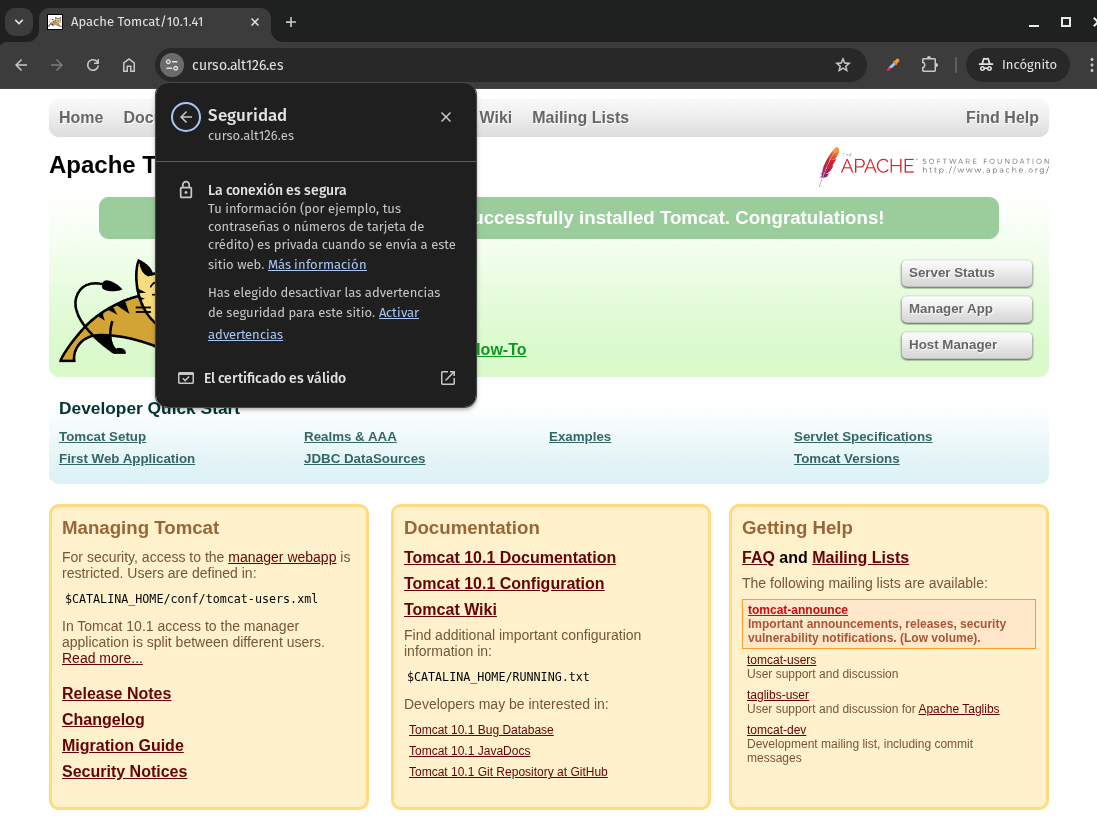 Apache Tomcat/10.1.41
curso.alt126.es
Incógnito
Seguridad
curso.alt126.es
La conexión es segura
Tu información (por ejemplo, tus
contraseñas o números de tarjeta de
crédito) es privada cuando se envía a este
sitio web. Más información
Has elegido desactivar las advertencias
de seguridad para este sitio. Activar
advertencias
El certificado es válido
Home Doc Wiki Mailing Lists Find Help
Apache T
THE APACHE SOFTWARE FOUNDATION
http://www.apache.org/
uccessfully installed Tomcat. Congratulations!
Server Status
Manager App
How-To
Host Manager
Developer Quick Start
Tomcat Setup Realms & AAA Examples Servlet Specifications
First Web Application JDBC DataSources Tomcat Versions
Managing Tomcat
For security, access to the manager webapp is
restricted. Users are defined in:
$CATALINA_HOME/conf/tomcat-users.xml
In Tomcat 10.1 access to the manager
application is split between different users.
Read more...
Release Notes
Changelog
Migration Guide
Security Notices
Documentation
Tomcat 10.1 Documentation
Tomcat 10.1 Configuration
Tomcat Wiki
Find additional important configuration
information in:
$CATALINA_HOME/RUNNING.txt
Developers may be interested in:
Tomcat 10.1 Bug Database
Tomcat 10.1 JavaDocs
Tomcat 10.1 Git Repository at GitHub
Getting Help
FAQ and Mailing Lists
The following mailing lists are available:
tomcat-announce
Important announcements, releases, security
vulnerability notifications. (Low volume).
tomcat-users
User support and discussion
taglibs-user
User support and discussion for Apache Taglibs
tomcat-dev
Development mailing list, including commit
messages